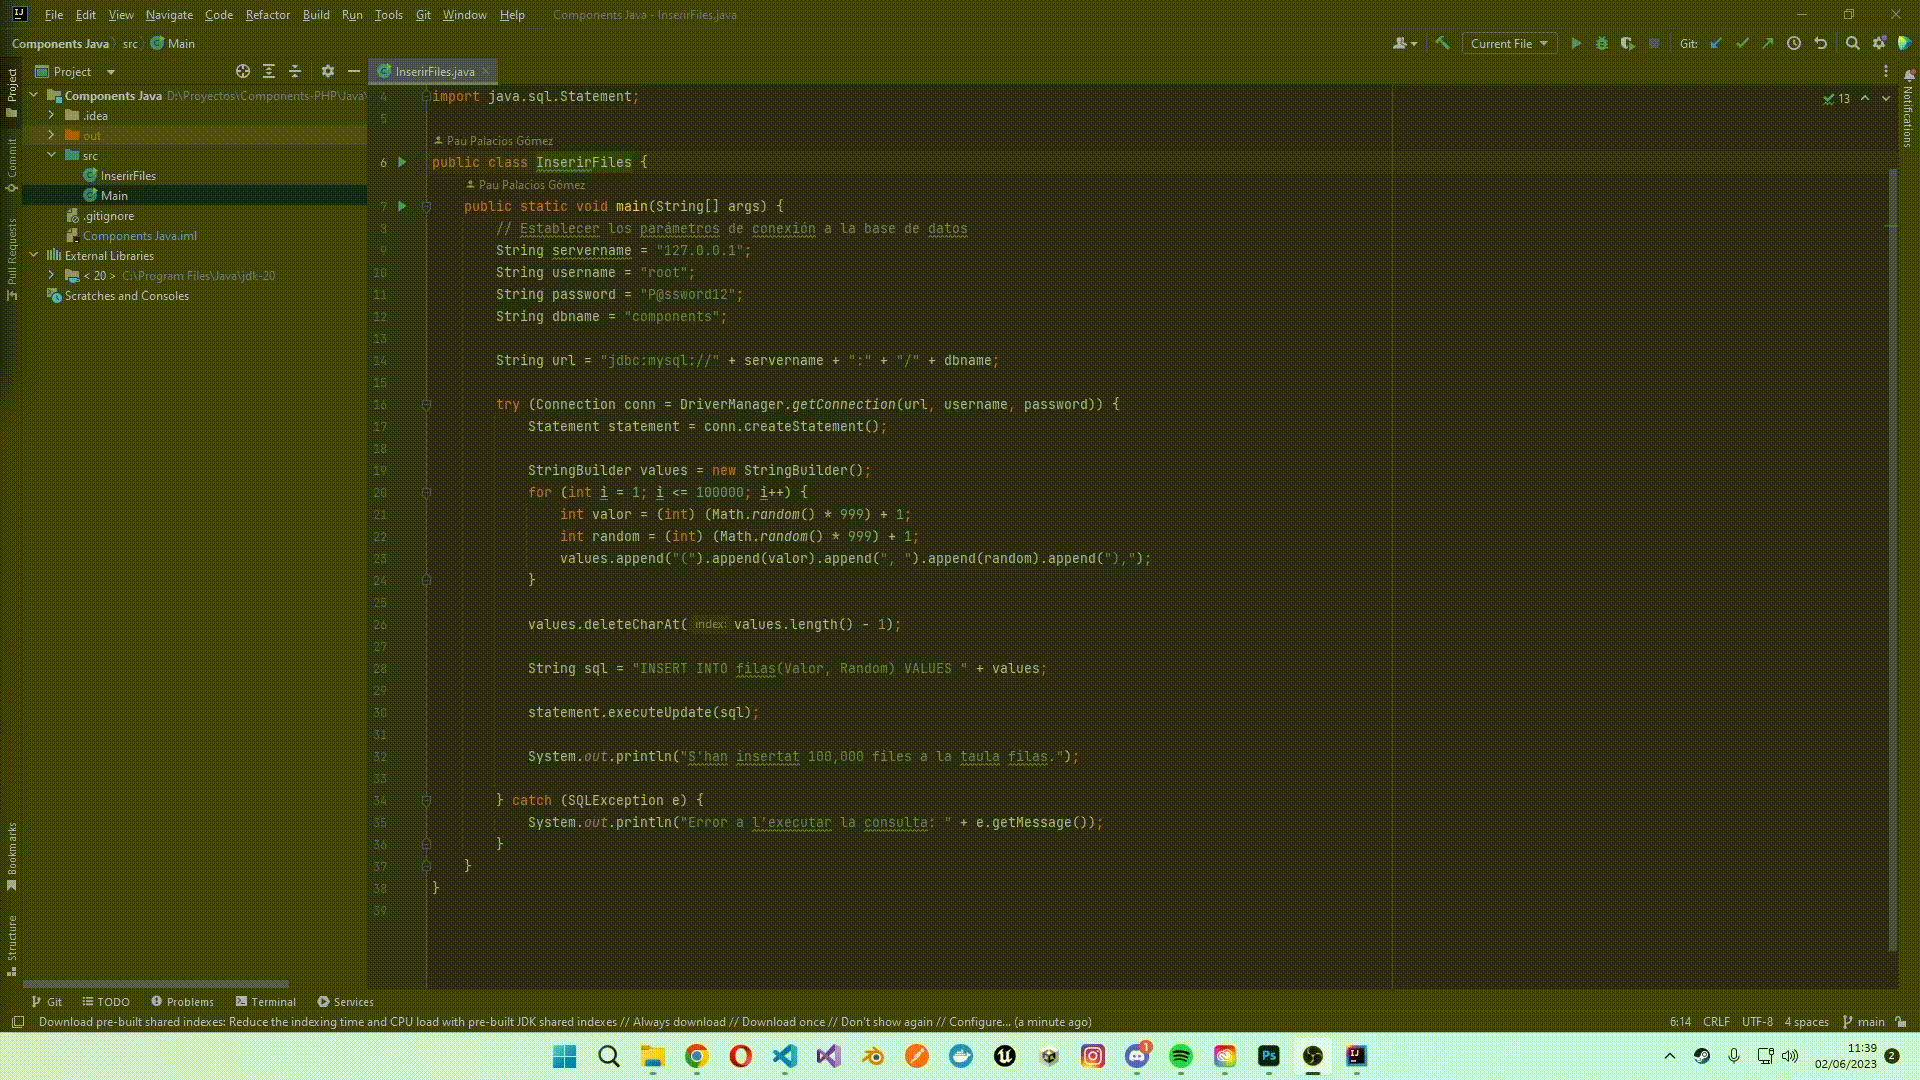 File Edit View Navigate Code Refactor Build Run Tools Git Window Help Components Java - InserirFiles.java
Components Java src Main Current File Git:
Project InserirFiles.java
Project
Commit
Pull Requests
Bookmarks
Structure
Notifications
Components Java D:\Proyectos\Components-PHP\Java\
.idea
out
src
InserirFiles
Main
.gitignore
Components Java.iml
External Libraries
< 20 > C:\Program Files\Java\jdk-20
Scratches and Consoles
13
4 import java.sql.Statement;
5
Pau Palacios Gómez
6 public class InserirFiles {
Pau Palacios Gómez
7 public static void main(String[] args) {
8 // Establecer los parámetros de conexión a la base de datos
9 String servername = "127.0.0.1";
10 String username = "root";
11 String password = "P@ssword12";
12 String dbname = "components";
13
14 String url = "jdbc:mysql://" + servername + ":" + "/" + dbname;
15
16 try (Connection conn = DriverManager.getConnection(url, username, password)) {
17 Statement statement = conn.createStatement();
18
19 StringBuilder values = new StringBuilder();
20 for (int i = 1; i <= 100000; i++) {
21 int valor = (int) (Math.random() * 999) + 1;
22 int random = (int) (Math.random() * 999) + 1;
23 values.append("(").append(valor).append(", ").append(random).append("),");
24 }
25
26 values.deleteCharAt( index: values.length() - 1);
27
28 String sql = "INSERT INTO filas(Valor, Random) VALUES " + values;
29
30 statement.executeUpdate(sql);
31
32 System.out.println("S'han insertat 100,000 files a la taula filas.");
33
34 } catch (SQLException e) {
35 System.out.println("Error a l'executar la consulta: " + e.getMessage());
36 }
37 }
38 }
39
Git TODO Problems Terminal Services
Download pre-built shared indexes: Reduce the indexing time and CPU load with pre-built JDK shared indexes // Always download // Download once // Don't show again // Configure... (a minute ago) 6:14 CRLF UTF-8 4 spaces main
Ps
1
11:39
02/06/2023
2